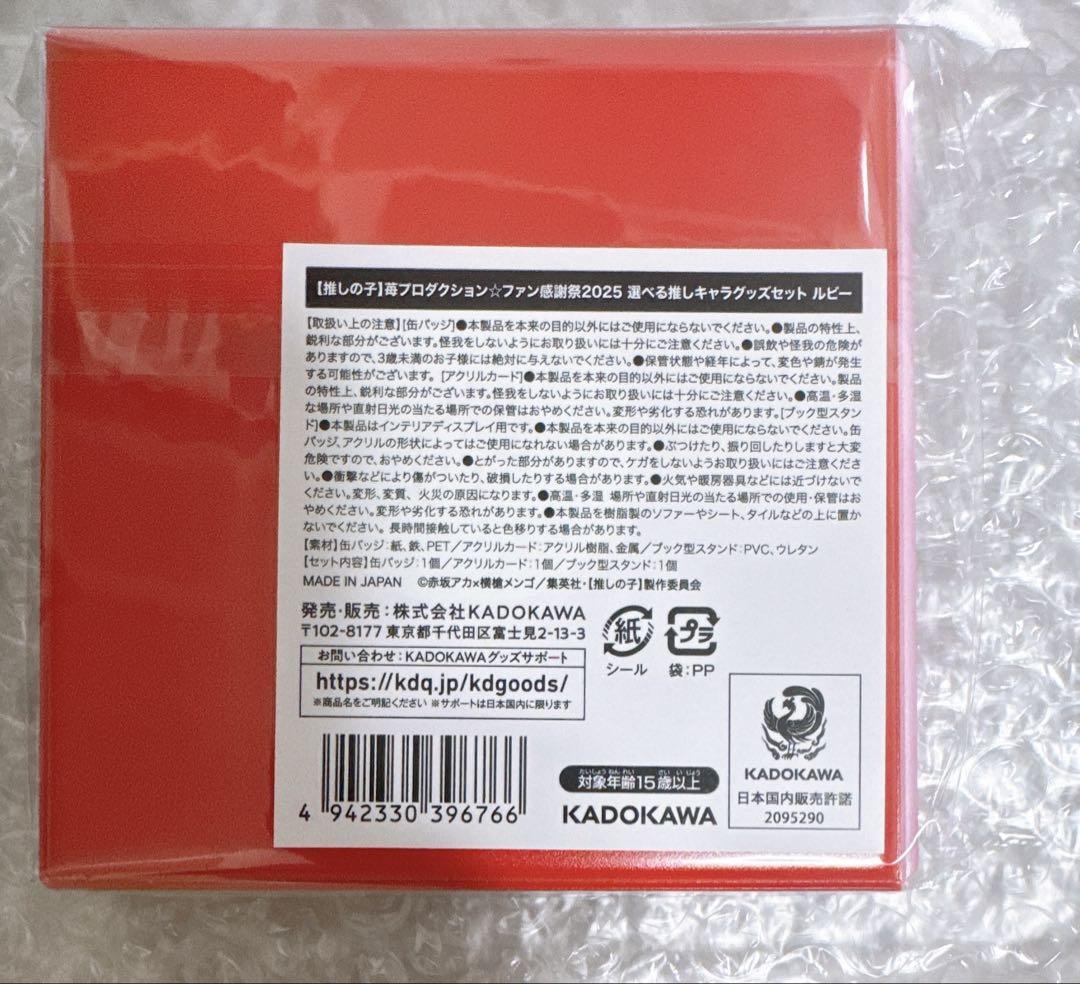 【推しの子】苺プロダクション☆ファン感謝祭2025 選べる推しキャラグッズセット ルビー
【取扱い上の注意】[缶バッジ]●本製品を本来の目的以外にはご使用にならないでください。●製品の特性上、
鋭利な部分がございます。怪我をしないようにお取り扱いには十分にご注意ください。●誤飲や怪我の危険が
ありますので、3歳未満のお子様には絶対に与えないでください。●保管状態や経年によって、変色や錆が発生
する可能性がございます。 [アクリルカード]●本製品を本来の目的以外にはご使用にならないでください。製品
の特性上、鋭利な部分がございます。怪我をしないようにお取り扱いには十分にご注意ください。●高温・多湿
な場所や直射日光の当たる場所での保管はおやめください。変形や劣化する恐れがあります。[ブック型スタン
ド]●本製品はインテリアディスプレイ用です。●本製品を本来の目的以外にはご使用にならないでください。缶
バッジ、アクリルの形状によってはご使用になれない場合があります。●ぶつけたり、振り回したりしますと大変
危険ですので、おやめください。●とがった部分がありますので、ケガをしないようお取り扱いにはご注意くださ
い。●衝撃などにより傷がついたり、破損したりする場合があります。●火気や暖房器具などには近づけないで
ください。変形、変質、火災の原因になります。●高温・多湿 場所や直射日光の当たる場所での使用・保管はお
やめください。変形や劣化する恐れがあります。●本製品を樹脂製のソファーやシート、タイルなどの上に置か
ないでください。 長時間接触していると色移りする場合があります。
【素材】缶バッジ:紙、鉄、PET／アクリルカード:アクリル樹脂、金属／ブック型スタンド:PVC、ウレタン
【セット内容】缶バッジ:1個／アクリルカード:1個／ブック型スタンド:1個
MADE IN JAPAN ©赤坂アカ×横槍メンゴ／集英社・【推しの子】製作委員会
発売・販売：株式会社KADOKAWA
〒102-8177 東京都千代田区富士見2-13-3
お問い合わせ：KADOKAWAグッズサポート
https://kdq.jp/kdgoods/
※商品名をご明記ください ※サポートは日本国内に限ります
紙
シール
プラ
袋：PP
4 942330 396766
たいしょうねんれい さいいじょう
対象年齢15歳以上
KADOKAWA
KADOKAWA
日本国内販売許諾
2095290